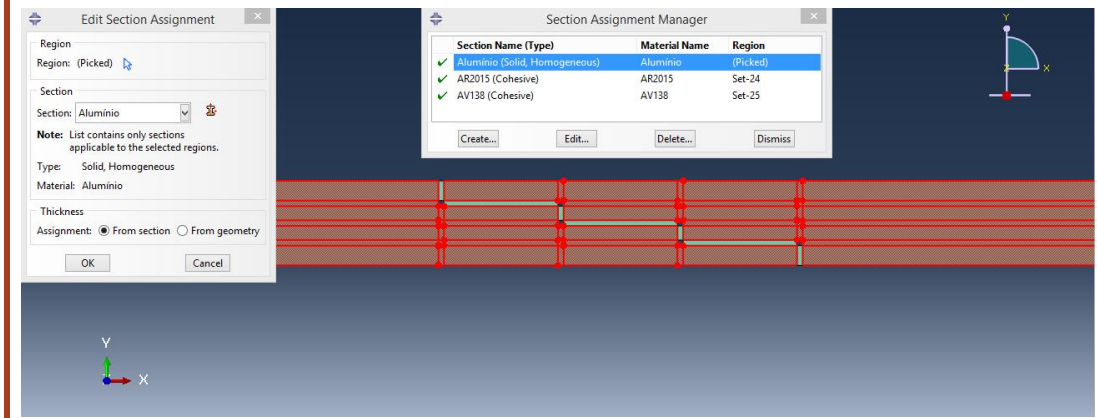 Edit Section Assignment
Region
Region: (Picked)
Section
Section: Alumínio
Note: List contains only sections
applicable to the selected regions.
Type: Solid, Homogeneous
Material: Alumínio
Thickness
Assignment: From section From geometry
OK Cancel
Section Assignment Manager
Section Name (Type) Material Name Region
Alumínio (Solid, Homogeneous) Alumínio (Picked)
AR2015 (Cohesive) AR2015 Set-24
AV138 (Cohesive) AV138 Set-25
Create... Edit... Delete... Dismiss
Y
Z X
Y
X